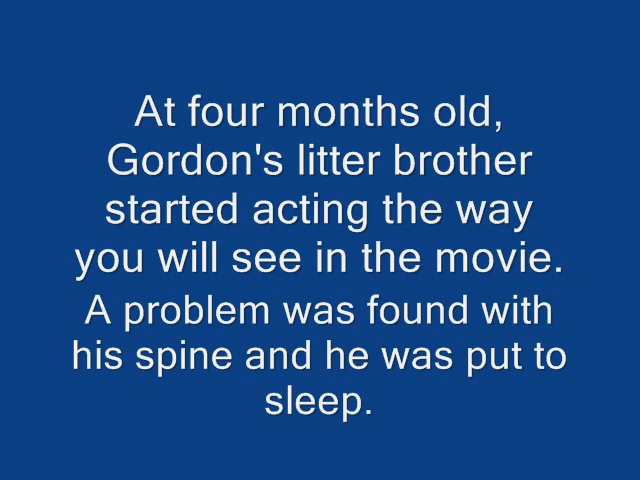 At four months old,
Gordon's litter brother
started acting the way
you will see in the movie.
A problem was found with
his spine and he was put to
sleep.